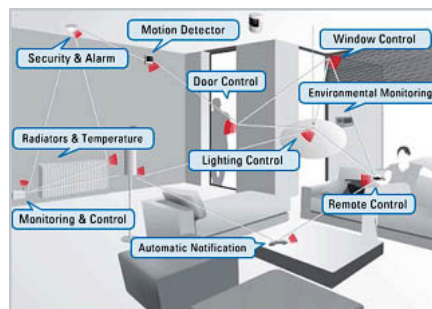 Motion Detector
Window Control
Security & Alarm
Door Control
Environmental Monitoring
Radiators & Temperature
Lighting Control
Monitoring & Control
Remote Control
Automatic Notification